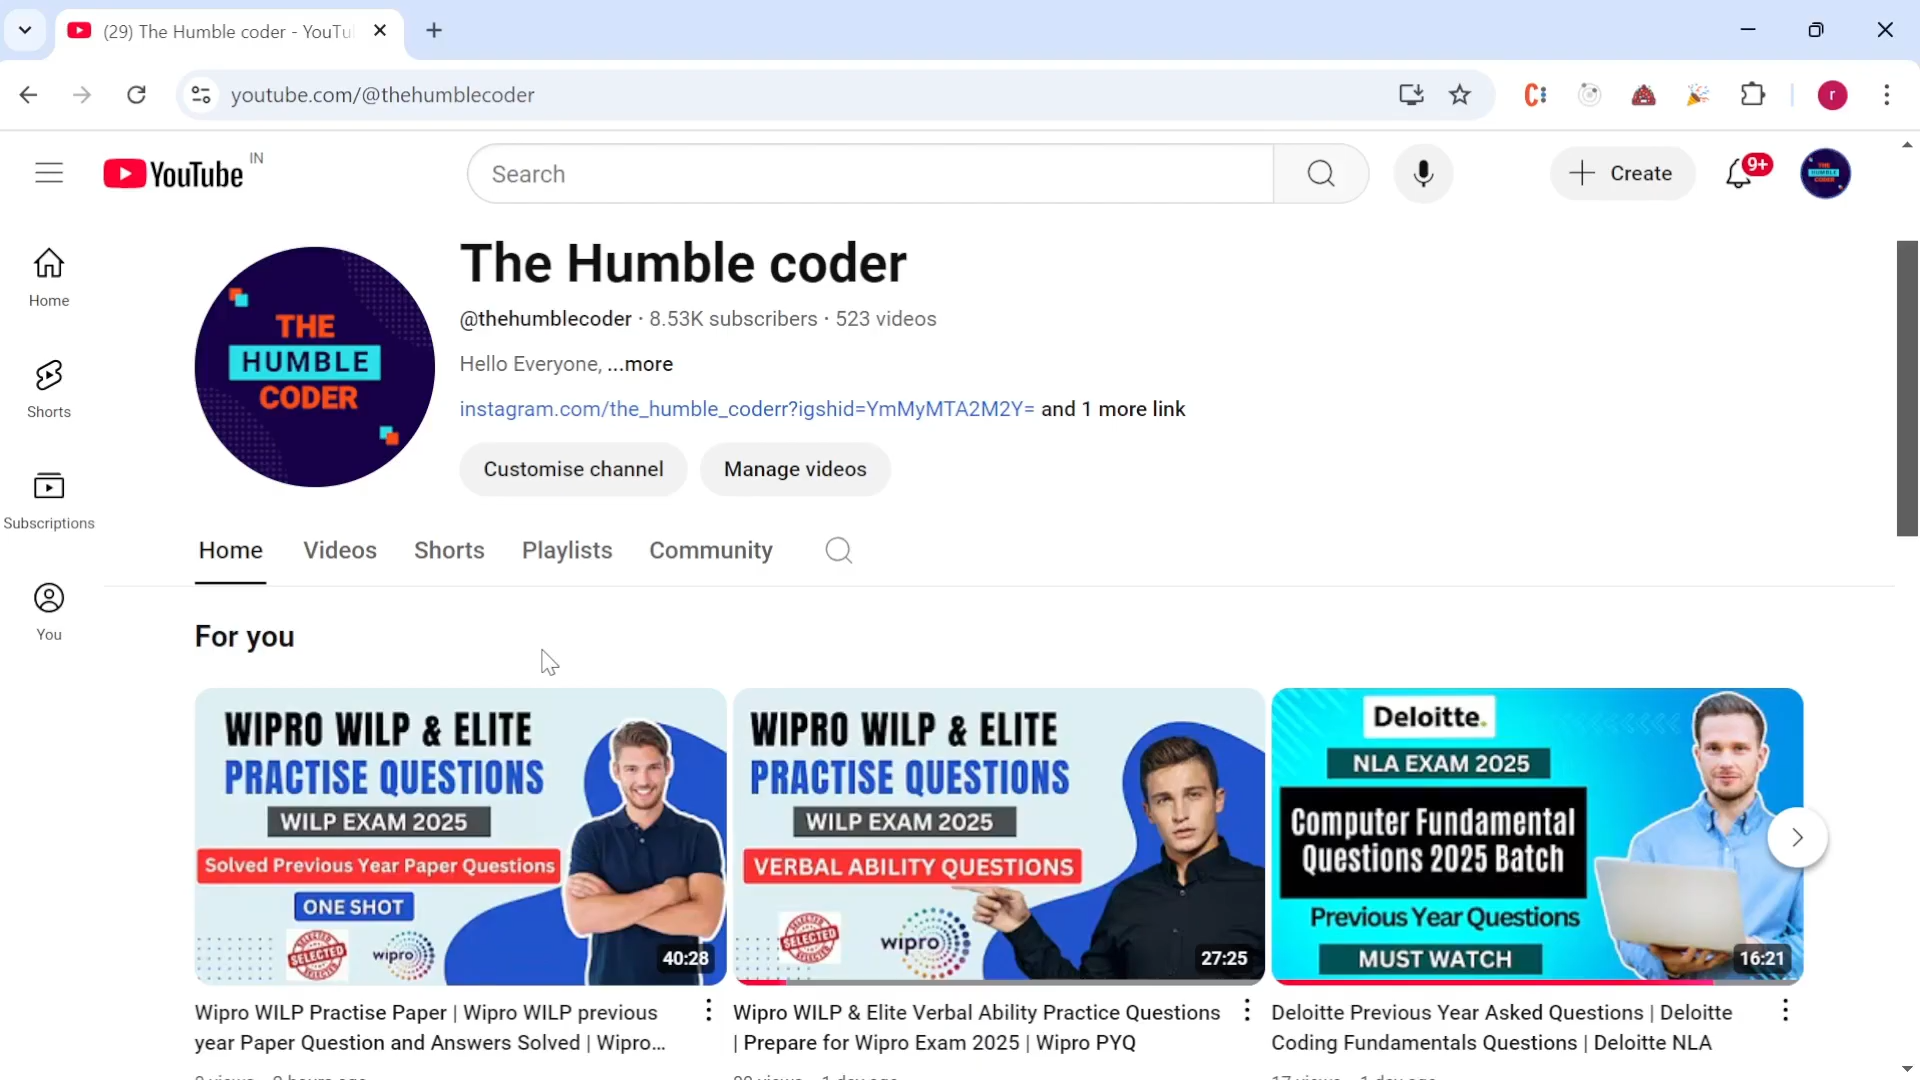 (29) The Humble coder - YouTu
youtube.com/@thehumblecoder
r
YouTube IN
Search
Create
9+
THE HUMBLE CODER
Home
Shorts
Subscriptions
You
THE
HUMBLE
CODER
The Humble coder
@thehumblecoder · 8.53K subscribers · 523 videos
Hello Everyone, ...more
instagram.com/the_humble_coderr?igshid=YmMyMTA2M2Y= and 1 more link
Customise channel Manage videos
Home Videos Shorts Playlists Community
For you
WIPRO WILP & ELITE
PRACTISE QUESTIONS
WILP EXAM 2025
Solved Previous Year Paper Questions
ONE SHOT
SELECTED
wipro
40:28
Wipro WILP Practise Paper | Wipro WILP previous
year Paper Question and Answers Solved | Wipro...
WIPRO WILP & ELITE
PRACTISE QUESTIONS
WILP EXAM 2025
VERBAL ABILITY QUESTIONS
SELECTED
wipro
27:25
Wipro WILP & Elite Verbal Ability Practice Questions
| Prepare for Wipro Exam 2025 | Wipro PYQ
Deloitte.
NLA EXAM 2025
Computer Fundamental
Questions 2025 Batch
Previous Year Questions
MUST WATCH
16:21
Deloitte Previous Year Asked Questions | Deloitte
Coding Fundamentals Questions | Deloitte NLA